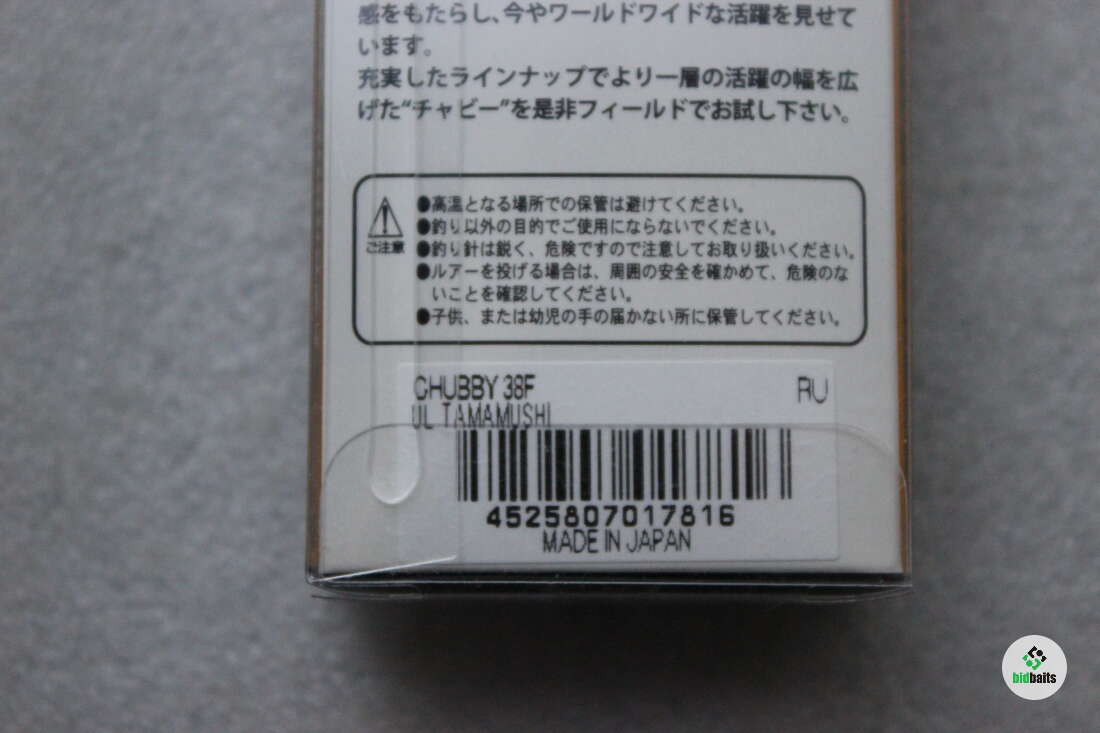 感をもたらし、今やワールドワイドな活躍を見せて
います。
充実したラインナップでより一層の活躍の幅を広
げた“チャビー”を是非フィールドでお試し下さい。
ご注意
●高温となる場所での保管は避けてください。
●釣り以外の目的でご使用にならないでください。
●釣り針は鋭く、危険ですので注意してお取り扱いください。
●ルアーを投げる場合は、周囲の安全を確かめて、危険のな
いことを確認してください。
●子供、または幼児の手の届かない所に保管してください。
CHUBBY 38F RU
UL TAMAMUSHI
4525807017816
MADE IN JAPAN
bidbaits